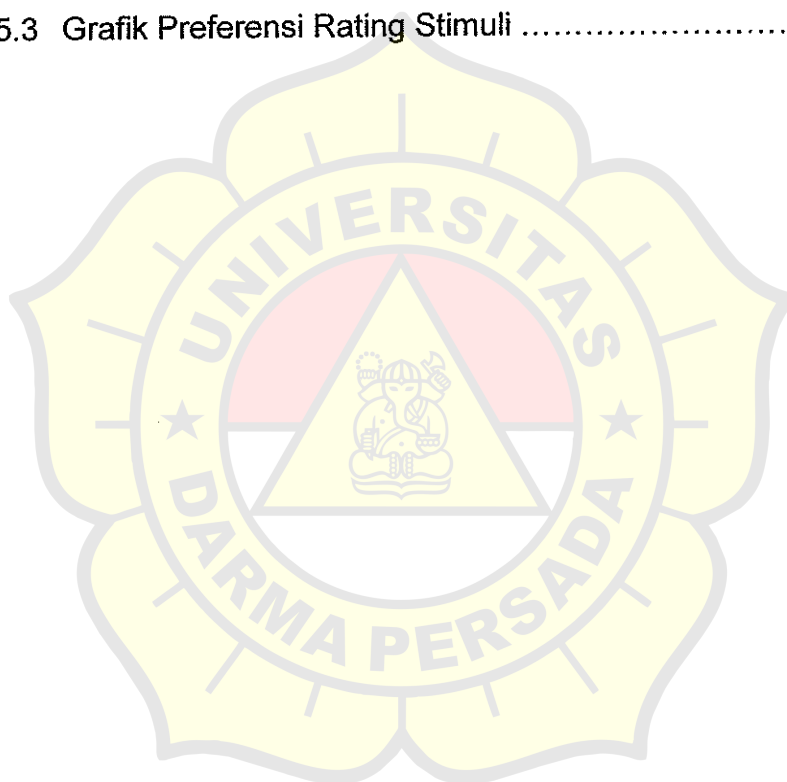 5.3 Grafik Preferensi Rating Stimuli ...........................
UNIVERSITAS
DARMA PERSADA